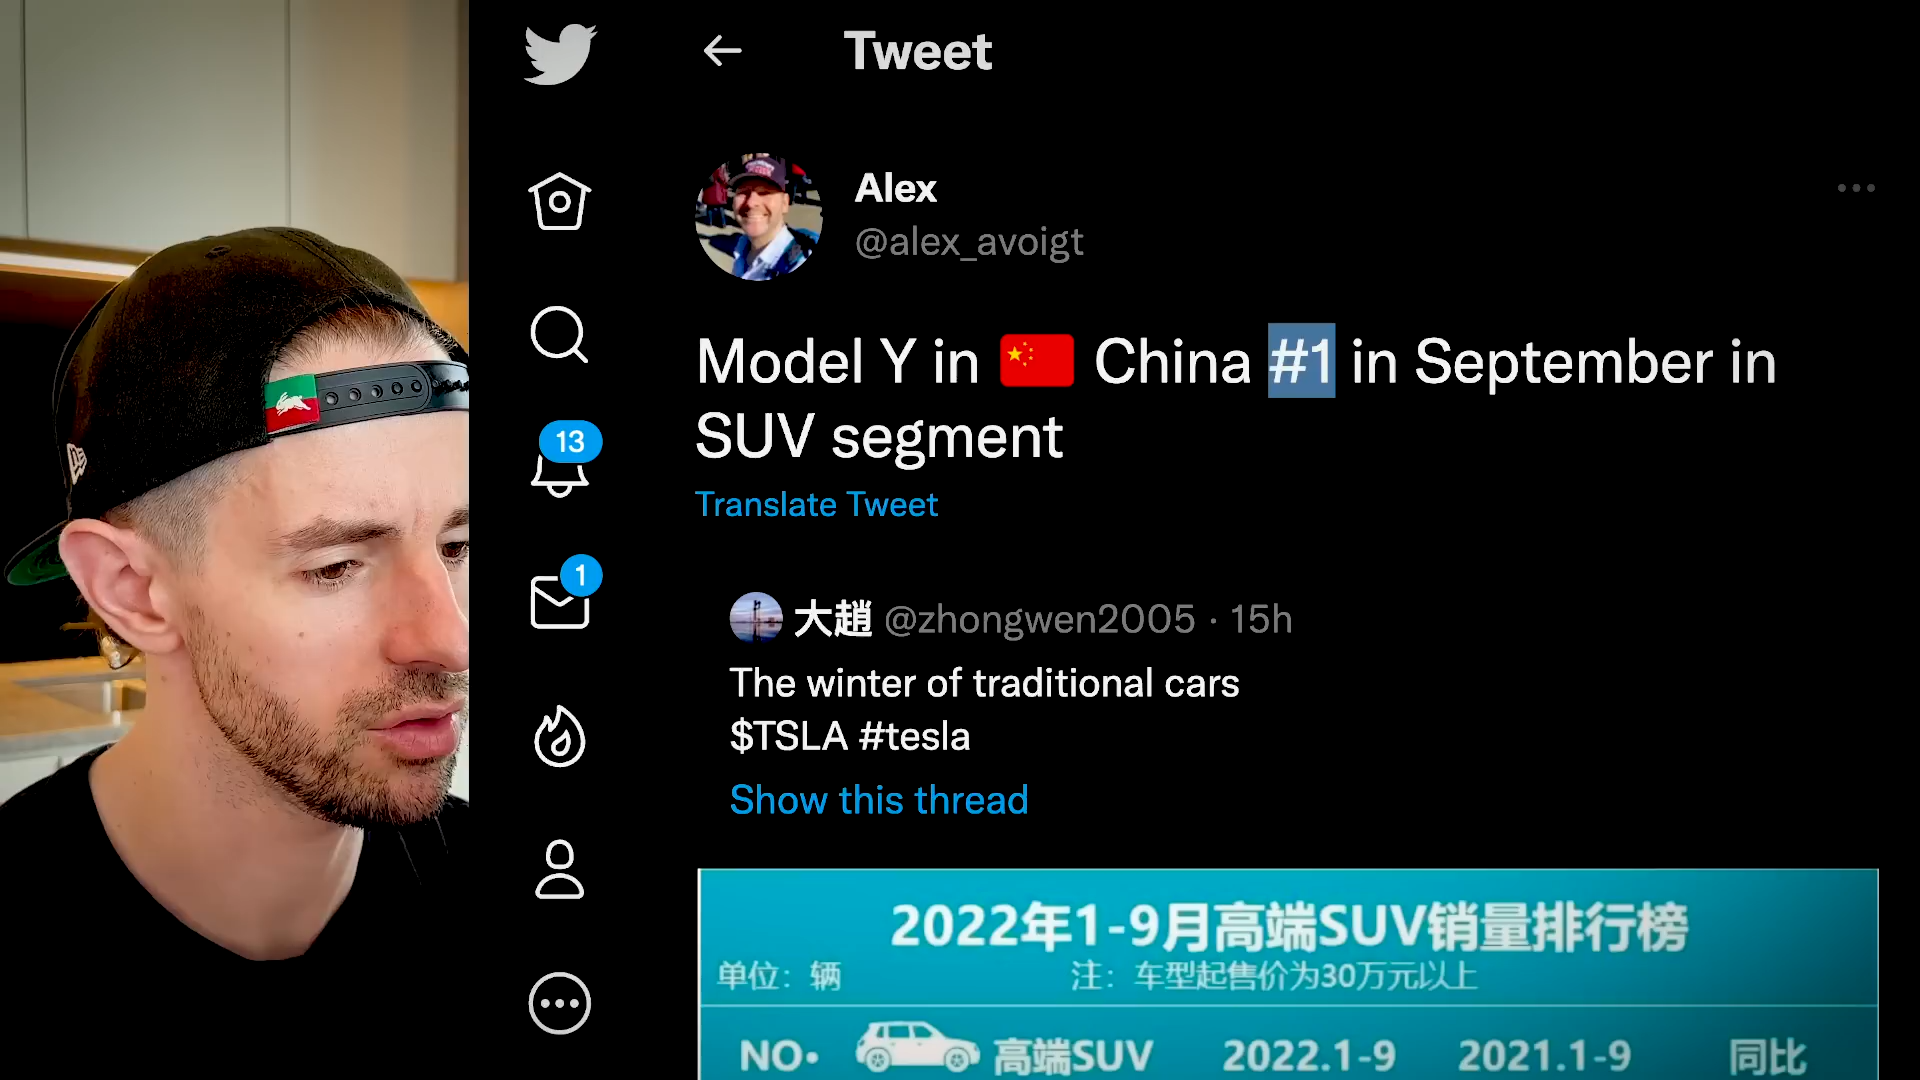 Tweet
Alex
@alex_avoigt
Model Y in 🇨🇳 China #1 in September in
SUV segment
Translate Tweet
13
1
大趙 @zhongwen2005 · 15h
The winter of traditional cars
$TSLA #tesla
Show this thread
2022年1-9月高端SUV销量排行榜
单位：辆 注：车型起售价为30万元以上
NO• 高端SUV 2022.1-9 2021.1-9 同比